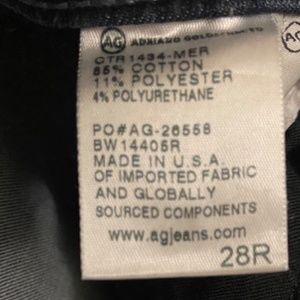 AG ADRIANO
CTR1434-MER
85% COTTON
11% POLYESTER
4% POLYURETHANE
PO#AG-26558
BW14405R
MADE IN U.S.A.
OF IMPORTED FABRIC
AND GLOBALLY
SOURCED COMPONENTS
www.agjeans.com
28R